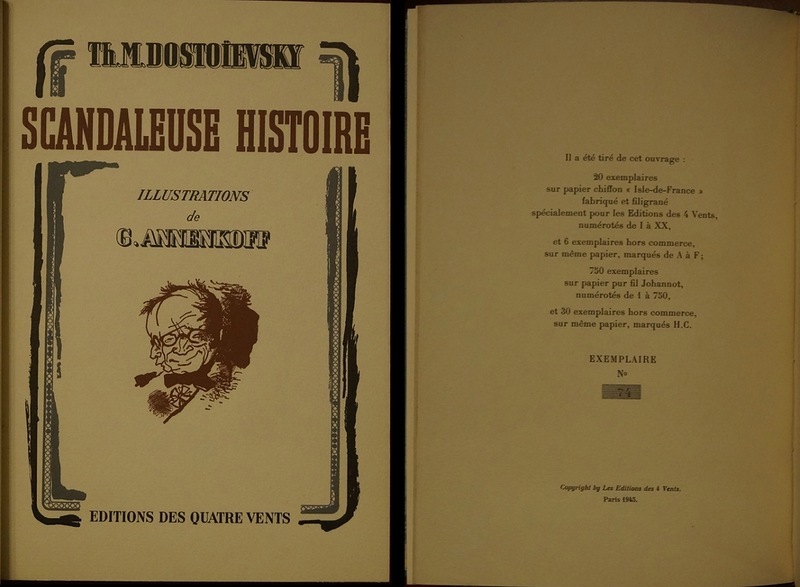 Th. M. DOSTOÏEVSKY
SCANDALEUSE HISTOIRE
ILLUSTRATIONS
de
G. ANNENKOFF
EDITIONS DES QUATRE VENTS
Il a été tiré de cet ouvrage :
20 exemplaires
sur papier chiffon « Isle-de-France »
fabriqué et filigrané
spécialement pour les Editions des 4 Vents,
numérotés de I à XX,
et 6 exemplaires hors commerce,
sur même papier, marqués de A à F ;
750 exemplaires
sur papier pur fil Johannot,
numérotés de 1 à 750,
et 30 exemplaires hors commerce,
sur même papier, marqués H.C.
EXEMPLAIRE
No
74
Copyright by Les Editions des 4 Vents.
Paris 1945.